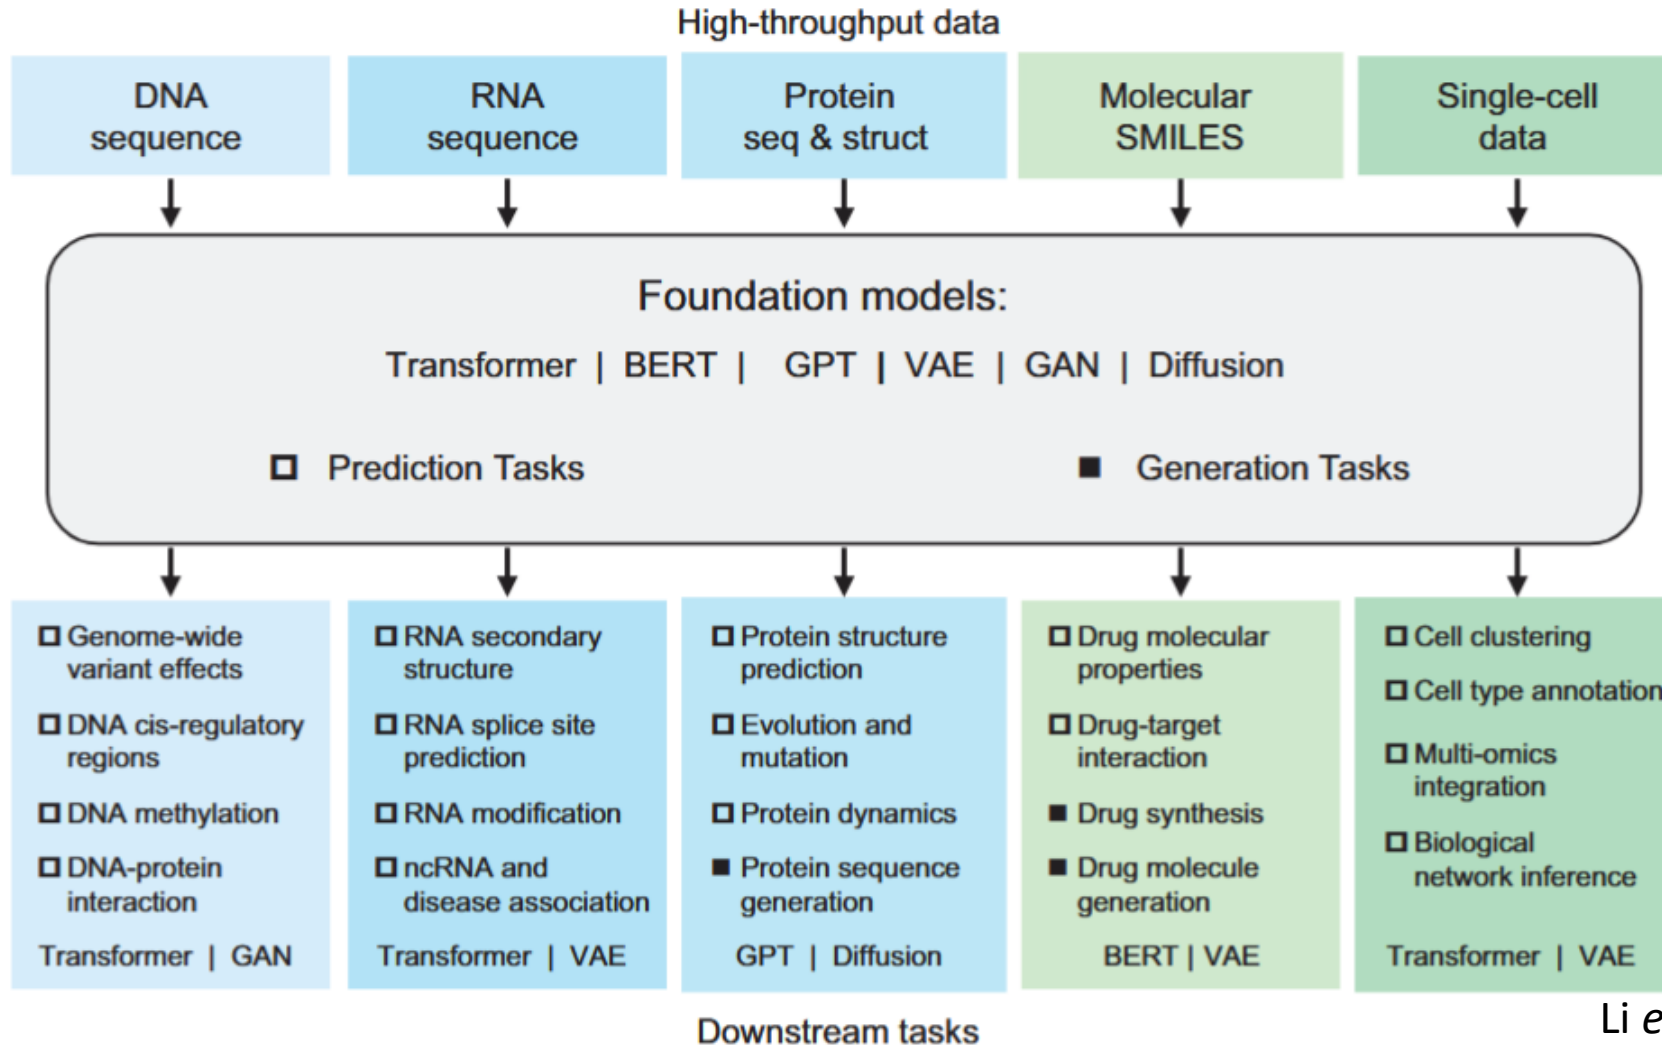 High-throughput data
DNA
sequence
RNA
sequence
Protein
seq & struct
Molecular
SMILES
Single-cell
data
Foundation models:
Transformer | BERT | GPT | VAE | GAN | Diffusion
Prediction Tasks
Generation Tasks
Genome-wide
variant effects
DNA cis-regulatory
regions
DNA methylation
DNA-protein
interaction
Transformer | GAN
RNA secondary
structure
RNA splice site
prediction
RNA modification
ncRNA and
disease association
Transformer | VAE
Protein structure
prediction
Evolution and
mutation
Protein dynamics
Protein sequence
generation
GPT | Diffusion
Drug molecular
properties
Drug-target
interaction
Drug synthesis
Drug molecule
generation
BERT | VAE
Cell clustering
Cell type annotation
Multi-omics
integration
Biological
network inference
Transformer | VAE
Downstream tasks
Li e